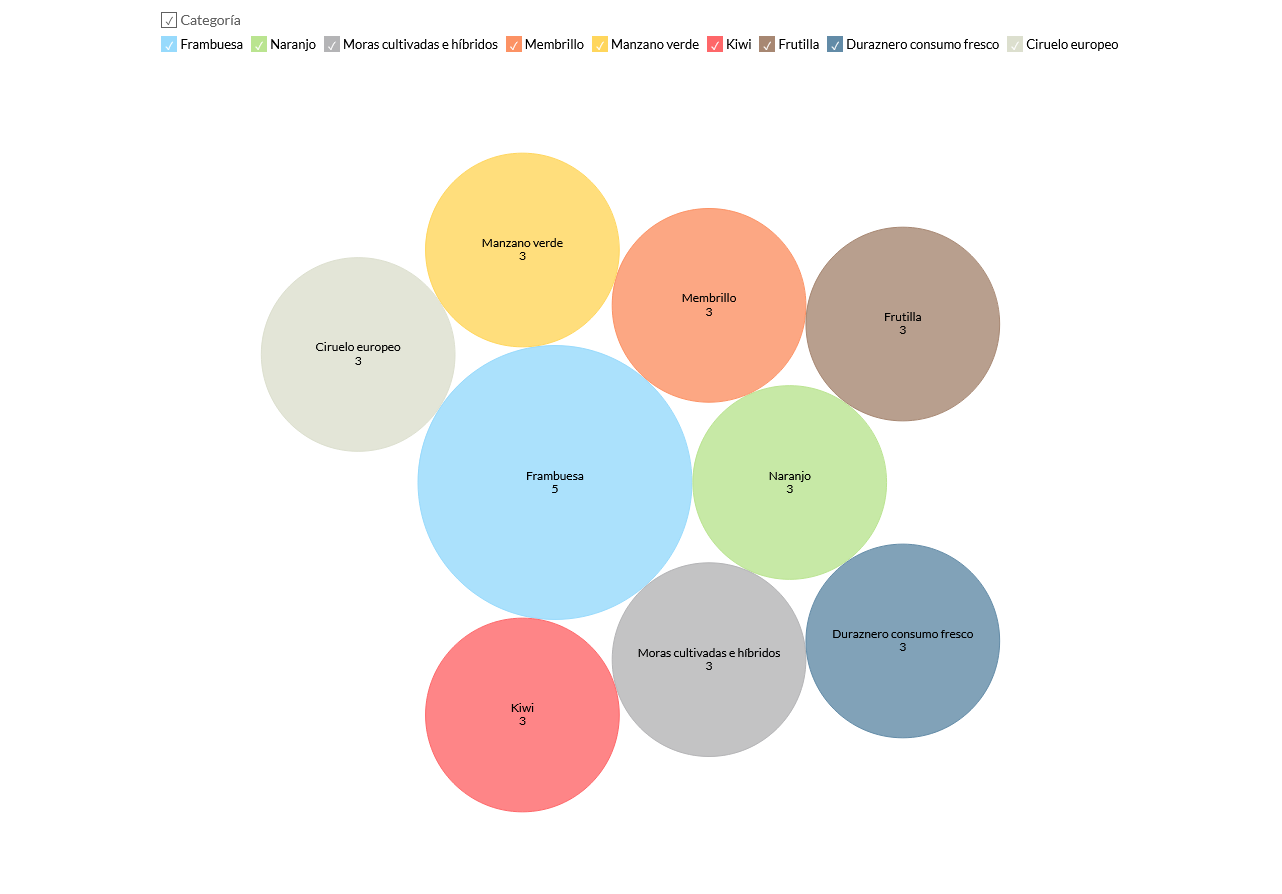 Categoría
Frambuesa Naranjo Moras cultivadas e híbridos Membrillo Manzano verde Kiwi Frutilla Duraznero consumo fresco Ciruelo europeo
Manzano verde
3
Membrillo
3
Frutilla
3
Ciruelo europeo
3
Frambuesa
5
Naranjo
3
Duraznero consumo fresco
3
Moras cultivadas e híbridos
3
Kiwi
3